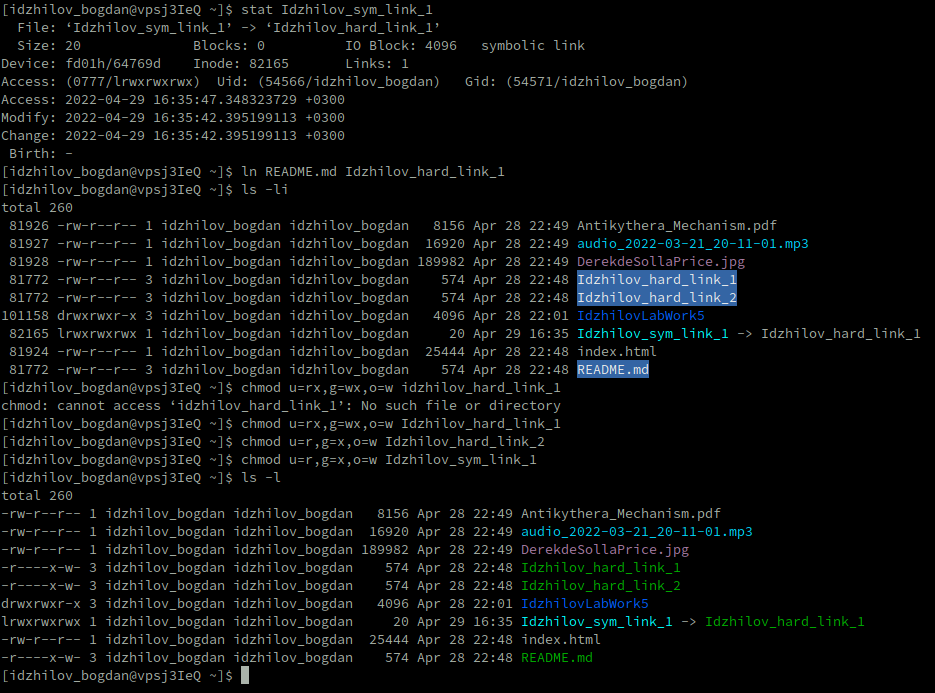 [idzhilov_bogdan@vpsj3IeQ ~]$ stat Idzhilov_sym_link_1
  File: ‘Idzhilov_sym_link_1’ -> ‘Idzhilov_hard_link_1’
  Size: 20              Blocks: 0          IO Block: 4096   symbolic link
Device: fd01h/64769d    Inode: 82165       Links: 1
Access: (0777/lrwxrwxrwx)  Uid: (54566/idzhilov_bogdan)   Gid: (54571/idzhilov_bogdan)
Access: 2022-04-29 16:35:47.348323729 +0300
Modify: 2022-04-29 16:35:42.395199113 +0300
Change: 2022-04-29 16:35:42.395199113 +0300
 Birth: -
[idzhilov_bogdan@vpsj3IeQ ~]$ ln README.md Idzhilov_hard_link_1
[idzhilov_bogdan@vpsj3IeQ ~]$ ls -li
total 260
 81926 -rw-r--r-- 1 idzhilov_bogdan idzhilov_bogdan   8156 Apr 28 22:49 Antikythera_Mechanism.pdf
 81927 -rw-r--r-- 1 idzhilov_bogdan idzhilov_bogdan  16920 Apr 28 22:49 audio_2022-03-21_20-11-01.mp3
 81928 -rw-r--r-- 1 idzhilov_bogdan idzhilov_bogdan 189982 Apr 28 22:49 DerekdeSollaPrice.jpg
 81772 -rw-r--r-- 3 idzhilov_bogdan idzhilov_bogdan    574 Apr 28 22:48 Idzhilov_hard_link_1
 81772 -rw-r--r-- 3 idzhilov_bogdan idzhilov_bogdan    574 Apr 28 22:48 Idzhilov_hard_link_2
101158 drwxrwxr-x 3 idzhilov_bogdan idzhilov_bogdan   4096 Apr 28 22:01 IdzhilovLabWork5
 82165 lrwxrwxrwx 1 idzhilov_bogdan idzhilov_bogdan     20 Apr 29 16:35 Idzhilov_sym_link_1 -> Idzhilov_hard_link_1
 81924 -rw-r--r-- 1 idzhilov_bogdan idzhilov_bogdan  25444 Apr 28 22:48 index.html
 81772 -rw-r--r-- 3 idzhilov_bogdan idzhilov_bogdan    574 Apr 28 22:48 README.md
[idzhilov_bogdan@vpsj3IeQ ~]$ chmod u=rx,g=wx,o=w idzhilov_hard_link_1
chmod: cannot access ‘idzhilov_hard_link_1’: No such file or directory
[idzhilov_bogdan@vpsj3IeQ ~]$ chmod u=rx,g=wx,o=w Idzhilov_hard_link_1
[idzhilov_bogdan@vpsj3IeQ ~]$ chmod u=r,g=x,o=w Idzhilov_hard_link_2
[idzhilov_bogdan@vpsj3IeQ ~]$ chmod u=r,g=x,o=w Idzhilov_sym_link_1
[idzhilov_bogdan@vpsj3IeQ ~]$ ls -l
total 260
-rw-r--r-- 1 idzhilov_bogdan idzhilov_bogdan   8156 Apr 28 22:49 Antikythera_Mechanism.pdf
-rw-r--r-- 1 idzhilov_bogdan idzhilov_bogdan  16920 Apr 28 22:49 audio_2022-03-21_20-11-01.mp3
-rw-r--r-- 1 idzhilov_bogdan idzhilov_bogdan 189982 Apr 28 22:49 DerekdeSollaPrice.jpg
-r----x-w- 3 idzhilov_bogdan idzhilov_bogdan    574 Apr 28 22:48 Idzhilov_hard_link_1
-r----x-w- 3 idzhilov_bogdan idzhilov_bogdan    574 Apr 28 22:48 Idzhilov_hard_link_2
drwxrwxr-x 3 idzhilov_bogdan idzhilov_bogdan   4096 Apr 28 22:01 IdzhilovLabWork5
lrwxrwxrwx 1 idzhilov_bogdan idzhilov_bogdan     20 Apr 29 16:35 Idzhilov_sym_link_1 -> Idzhilov_hard_link_1
-rw-r--r-- 1 idzhilov_bogdan idzhilov_bogdan  25444 Apr 28 22:48 index.html
-r----x-w- 3 idzhilov_bogdan idzhilov_bogdan    574 Apr 28 22:48 README.md
[idzhilov_bogdan@vpsj3IeQ ~]$